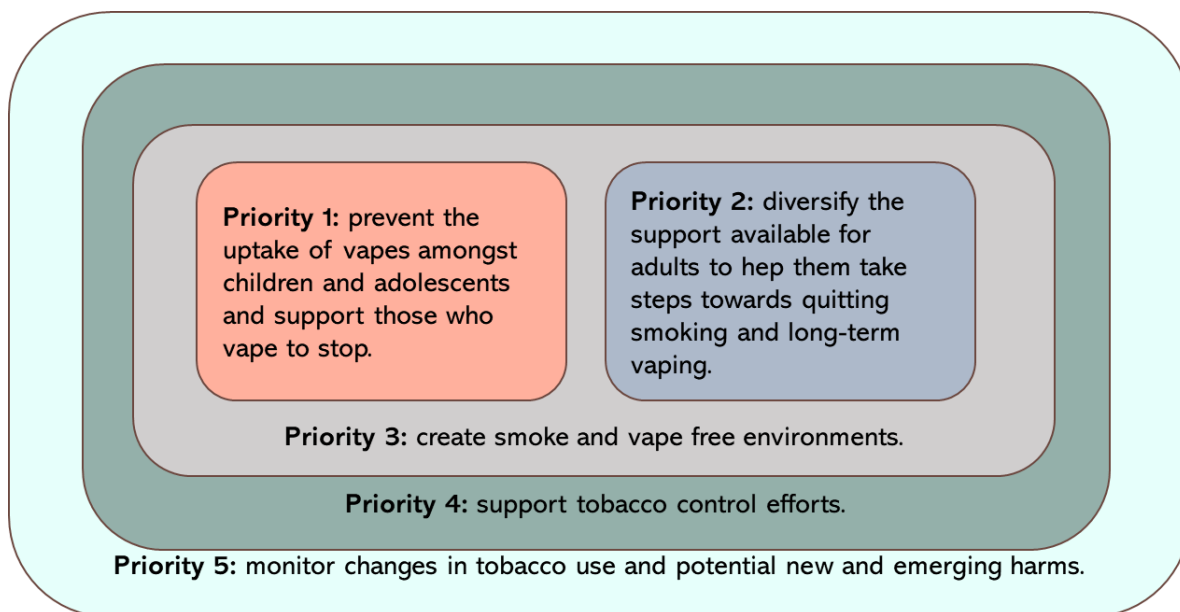 Priority 1: prevent the
uptake of vapes amongst
children and adolescents
and support those who
vape to stop.
Priority 2: diversify the
support available for
adults to hep them take
steps towards quitting
smoking and long-term
vaping.
Priority 3: create smoke and vape free environments.
Priority 4: support tobacco control efforts.
Priority 5: monitor changes in tobacco use and potential new and emerging harms.